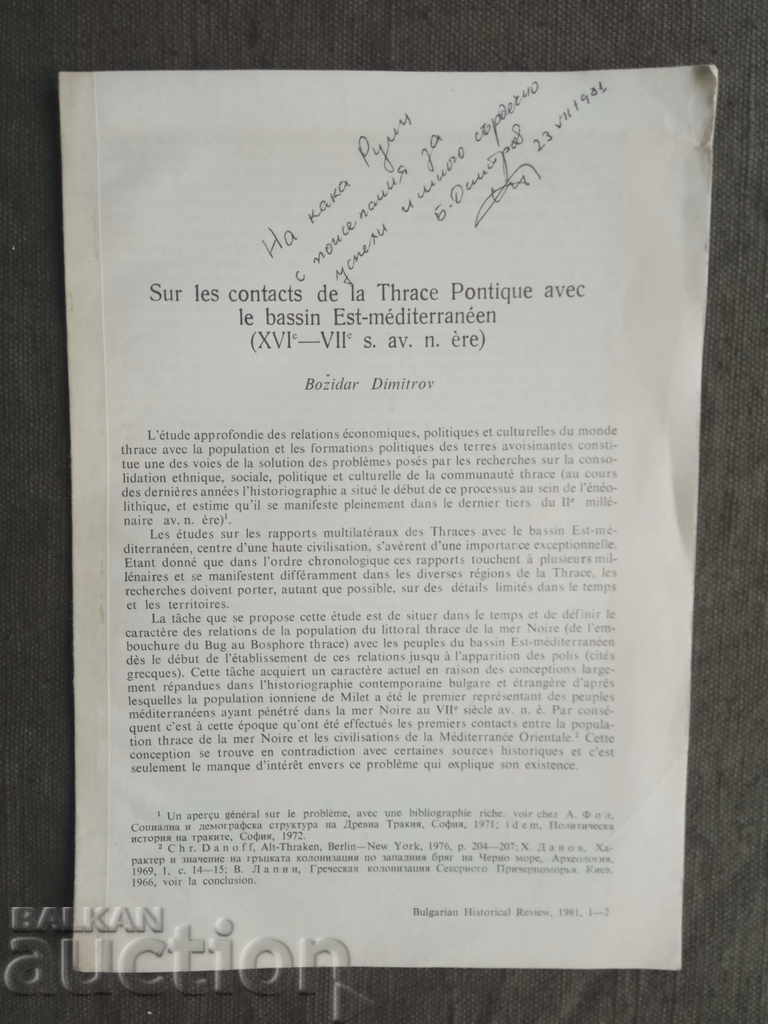 На кака Руми
с пожелания за
успехи и много сърдечно
Б. Димитров
23 VII 1981
Sur les contacts de la Thrace Pontique avec
le bassin Est-méditerranéen
(XVIᵉ—VIIᵉ s. av. n. ère)
Božidar Dimitrov
L'étude approfondie des relations économiques, politiques et culturelles du monde
thrace avec la population et les formations politiques des terres avoisinantes consti-
tue une des voies de la solution des problèmes posés par les recherches sur la conso-
lidation ethnique, sociale, politique et culturelle de la communauté thrace (au cours
des dernières années l'historiographie a situé le début de ce processus au sein de l'énéo-
lithique, et estime qu'il se manifeste pleinement dans le dernier tiers du IIᵉ millé-
naire av. n. ère)¹.
Les études sur les rapports multilatéraux des Thraces avec le bassin Est-mé-
diterranéen, centre d'une haute civilisation, s'avèrent d'une importance exceptionnelle.
Etant donné que dans l'ordre chronologique ces rapports touchent à plusieurs mil-
lénaires et se manifestent différamment dans les diverses régions de la Thrace, les
recherches doivent porter, autant que possible, sur des détails limités dans le temps
et les territoires.
La tâche que se propose cette étude est de situer dans le temps et de définir le
caractère des relations de la population du littoral thrace de la mer Noire (de l'em-
bouchure du Bug au Bosphore thrace) avec les peuples du bassin Est-méditerranéen
dès le début de l'établissement de ces relations jusqu à l'apparition des polis (cités
grecques). Cette tâche acquiert un caractère actuel en raison des conceptions large-
ment répandues dans l'historiographie contemporaine bulgare et étrangère d'après
lesquelles la population ionniene de Milet a été le premier représentant des peuples
méditerranéens ayant pénétré dans la mer Noire au VIIᵉ siècle av. n. è. Par consé-
quent c'est à cette époque qu'ont été effectués les premiers contacts entre la popula-
tion thrace de la mer Noire et les civilisations de la Méditerranée Orientale.² Cette
conception se trouve en contradiction avec certaines sources historiques et c'est
seulement le manque d'intérêt envers ce problème qui explique son existence.
¹ Un aperçu général sur le problème, avec une bibliographie riche, voir chez А. Фол,
Социална и демографска структура на Древна Тракия, София, 1971; idem, Политическа
история на траките, София, 1972.
² Chr. Danoff, Alt-Thraken, Berlin—New York, 1976, p. 204—207; Х. Данов, Ха-
рактер и значение на гръцката колонизация по западния бряг на Черно море, Археология,
1969, 1, с. 14—15; В. Лапин, Греческая колонизация Северного Причерноморья. Киев,
1966, voir la conclusion.
Bulgarian Historical Review, 1981, 1—2
BALKAN
auction